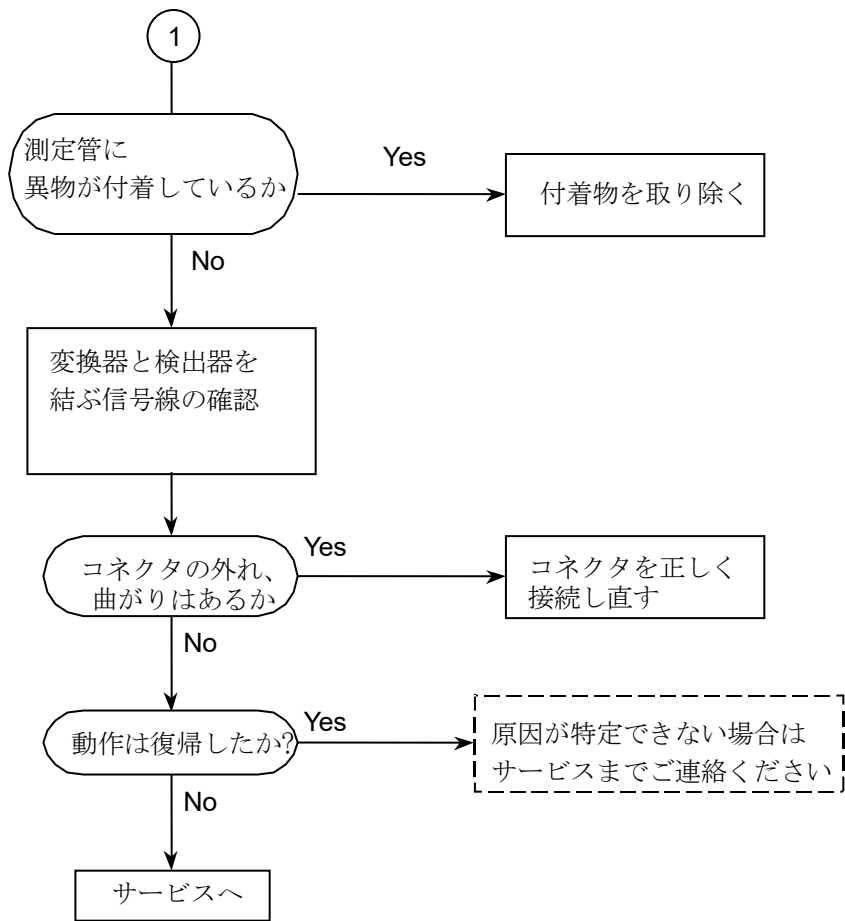 1
測定管に
異物が付着しているか
Yes
付着物を取り除く
No
変換器と検出器を
結ぶ信号線の確認
コネクタの外れ、
曲がりはあるか
Yes
コネクタを正しく
接続し直す
No
動作は復帰したか?
Yes
原因が特定できない場合は
サービスまでご連絡ください
No
サービスへ